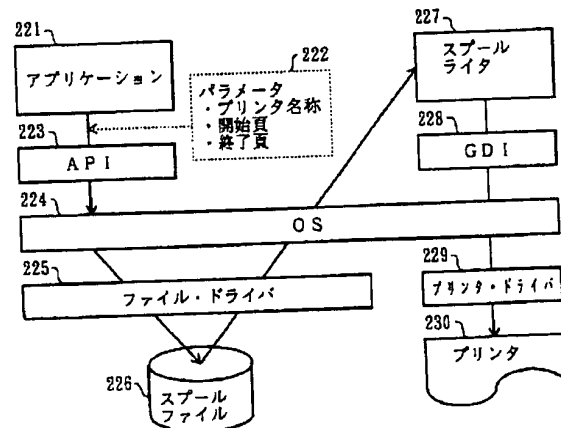 221
アプリケーション
222
パラメータ
・プリンタ名称
・開始頁
・終了頁
223
API
224
OS
225
ファイル・ドライバ
226
スプール
ファイル
227
スプール
ライタ
228
GDI
229
プリンタ・ドライバ
230
プリンタ